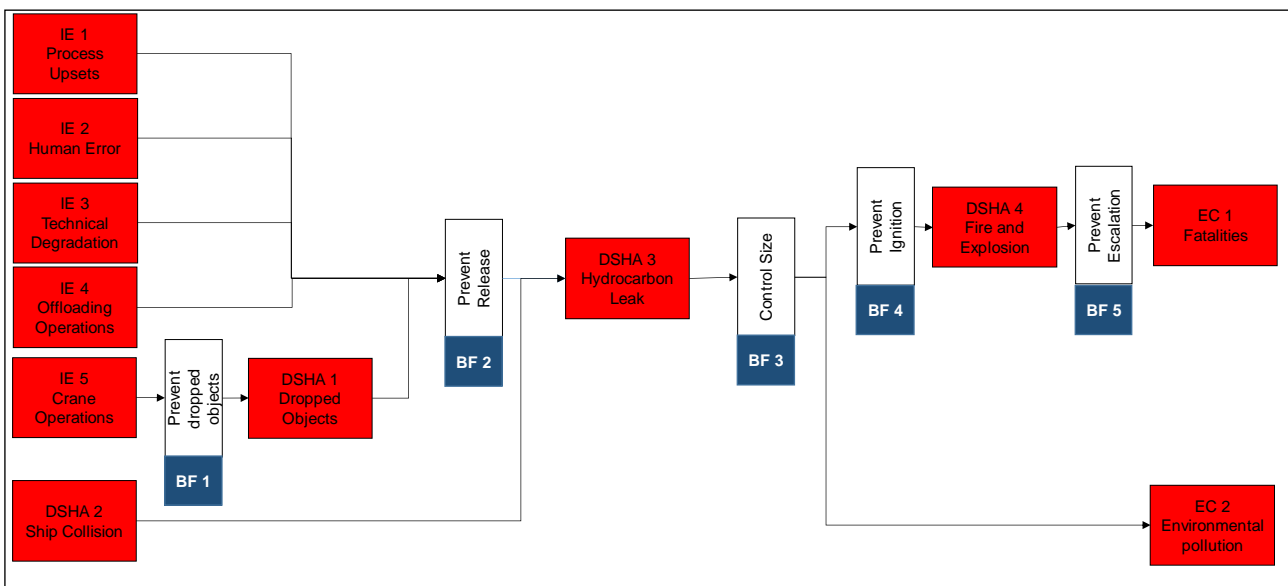 IE 1
Process
Upsets
IE 2
Human Error
IE 3
Technical
Degradation
IE 4
Offloading
Operations
IE 5
Crane
Operations
Prevent
dropped
objects
BF 1
DSHA 1
Dropped
Objects
DSHA 2
Ship Collision
Prevent
Release
BF 2
DSHA 3
Hydrocarbon
Leak
Control Size
BF 3
Prevent
Ignition
BF 4
DSHA 4
Fire and
Explosion
Prevent
Escalation
BF 5
EC 1
Fatalities
EC 2
Environmental
pollution